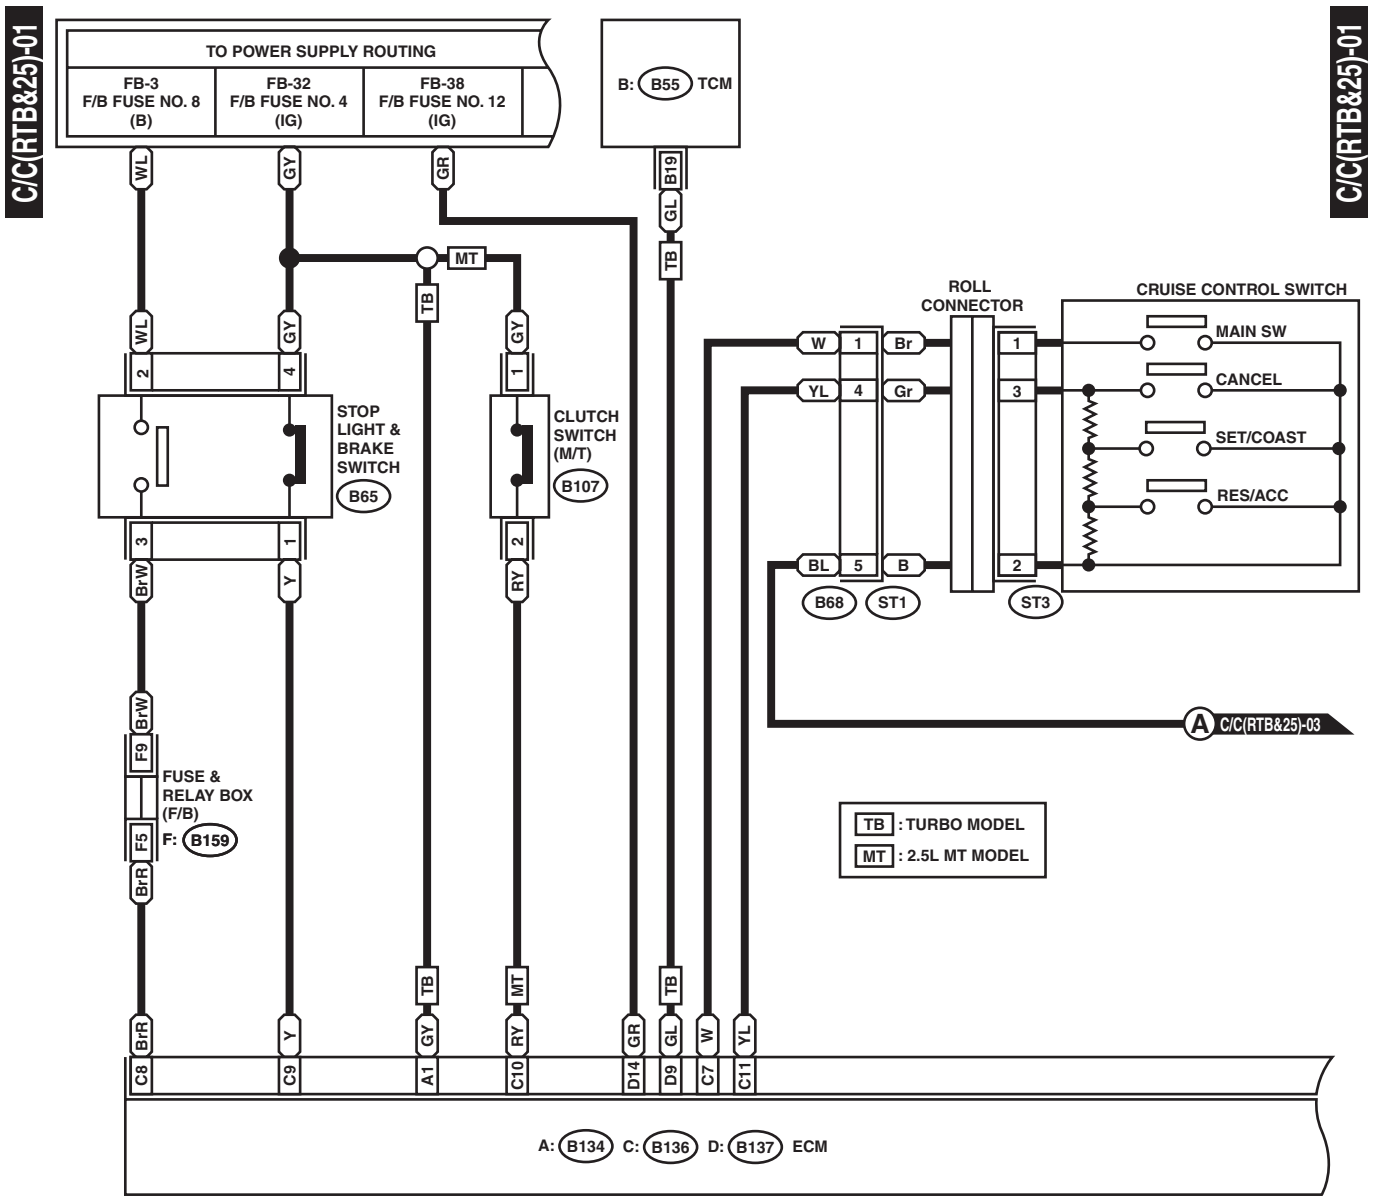 C/C(RTB&25)-01
C/C(RTB&25)-01
TO POWER SUPPLY ROUTING
FB-3
F/B FUSE NO. 8
(B)
FB-32
F/B FUSE NO. 4
(IG)
FB-38
F/B FUSE NO. 12
(IG)
B: B55 TCM
WL
GY
GR
B19
GL
TB
MT
TB
WL
GY
GY
2
4
1
STOP
LIGHT &
BRAKE
SWITCH
B65
CLUTCH
SWITCH
(M/T)
B107
3
1
2
BrW
Y
RY
ROLL
CONNECTOR
CRUISE CONTROL SWITCH
W
1
Br
1
MAIN SW
YL
4
Gr
3
CANCEL
SET/COAST
RES/ACC
BL
5
B
2
B68
ST1
ST3
BrW
F9
FUSE &
RELAY BOX
(F/B)
F: B159
F5
BrR
A
C/C(RTB&25)-03
TB : TURBO MODEL
MT : 2.5L MT MODEL
TB
MT
TB
BrR
Y
GY
RY
GR
GL
W
YL
C8
C9
A1
C10
D14
D9
C7
C11
A: B134 C: B136 D: B137 ECM